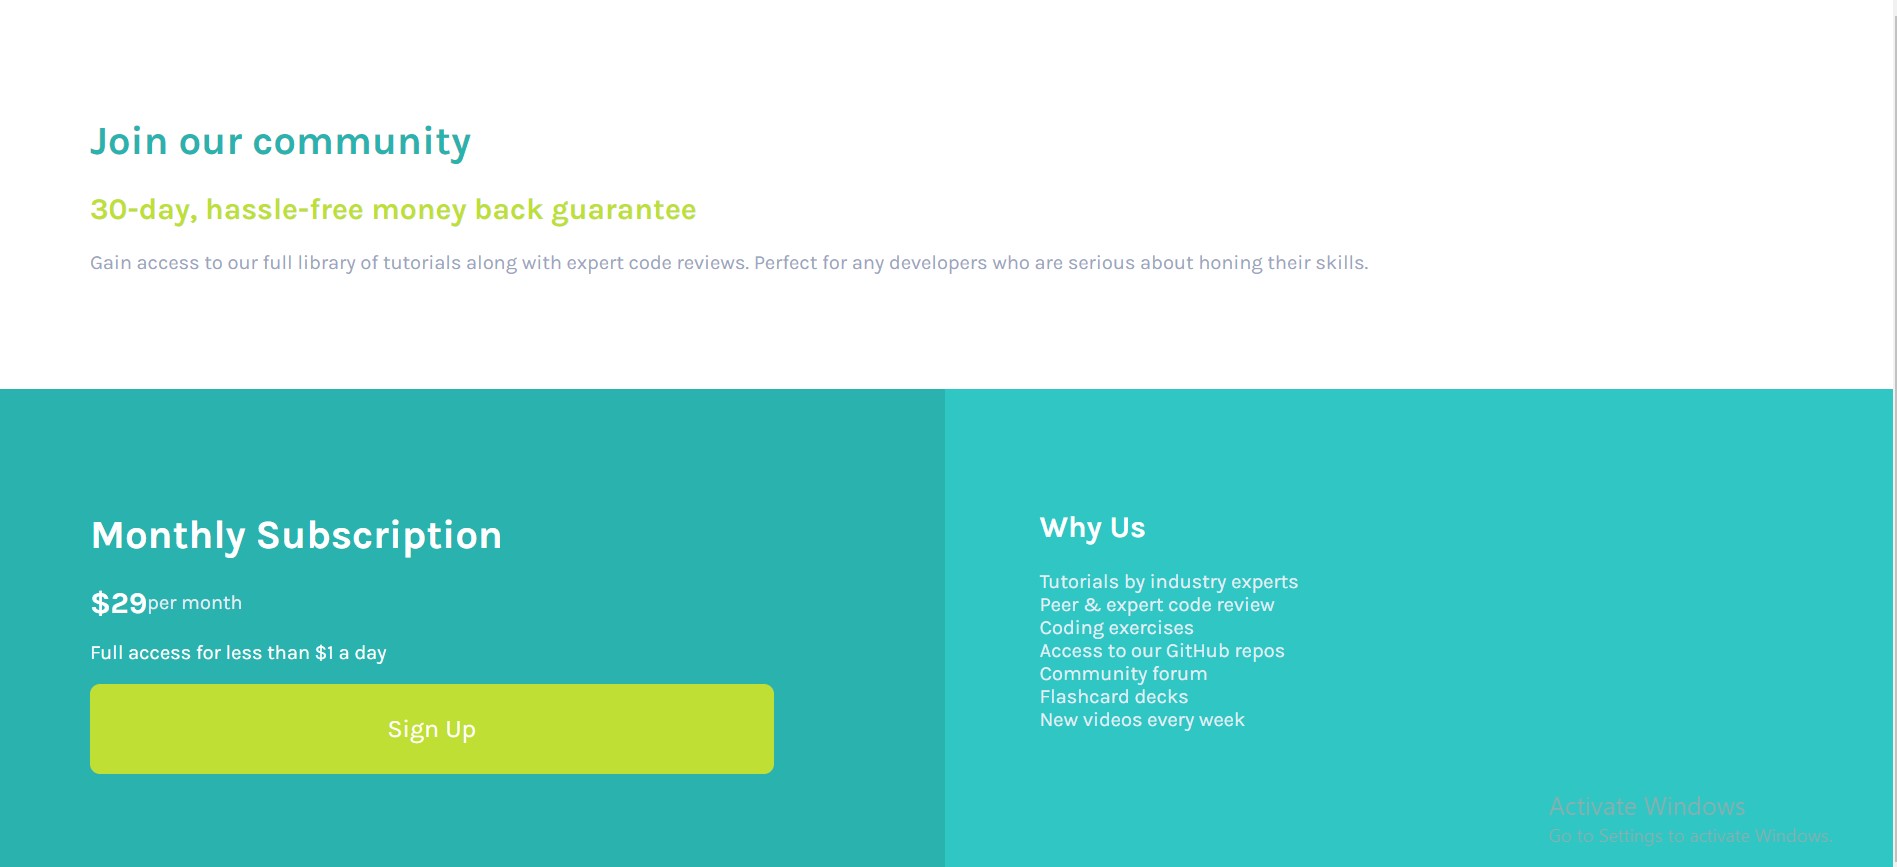 Join our community
30-day, hassle-free money back guarantee
Gain access to our full library of tutorials along with expert code reviews. Perfect for any developers who are serious about honing their skills.
Monthly Subscription
$29per month
Full access for less than $1 a day
Sign Up
Why Us
Tutorials by industry experts
Peer & expert code review
Coding exercises
Access to our GitHub repos
Community forum
Flashcard decks
New videos every week
Activate Windows
Go to Settings to activate Windows.